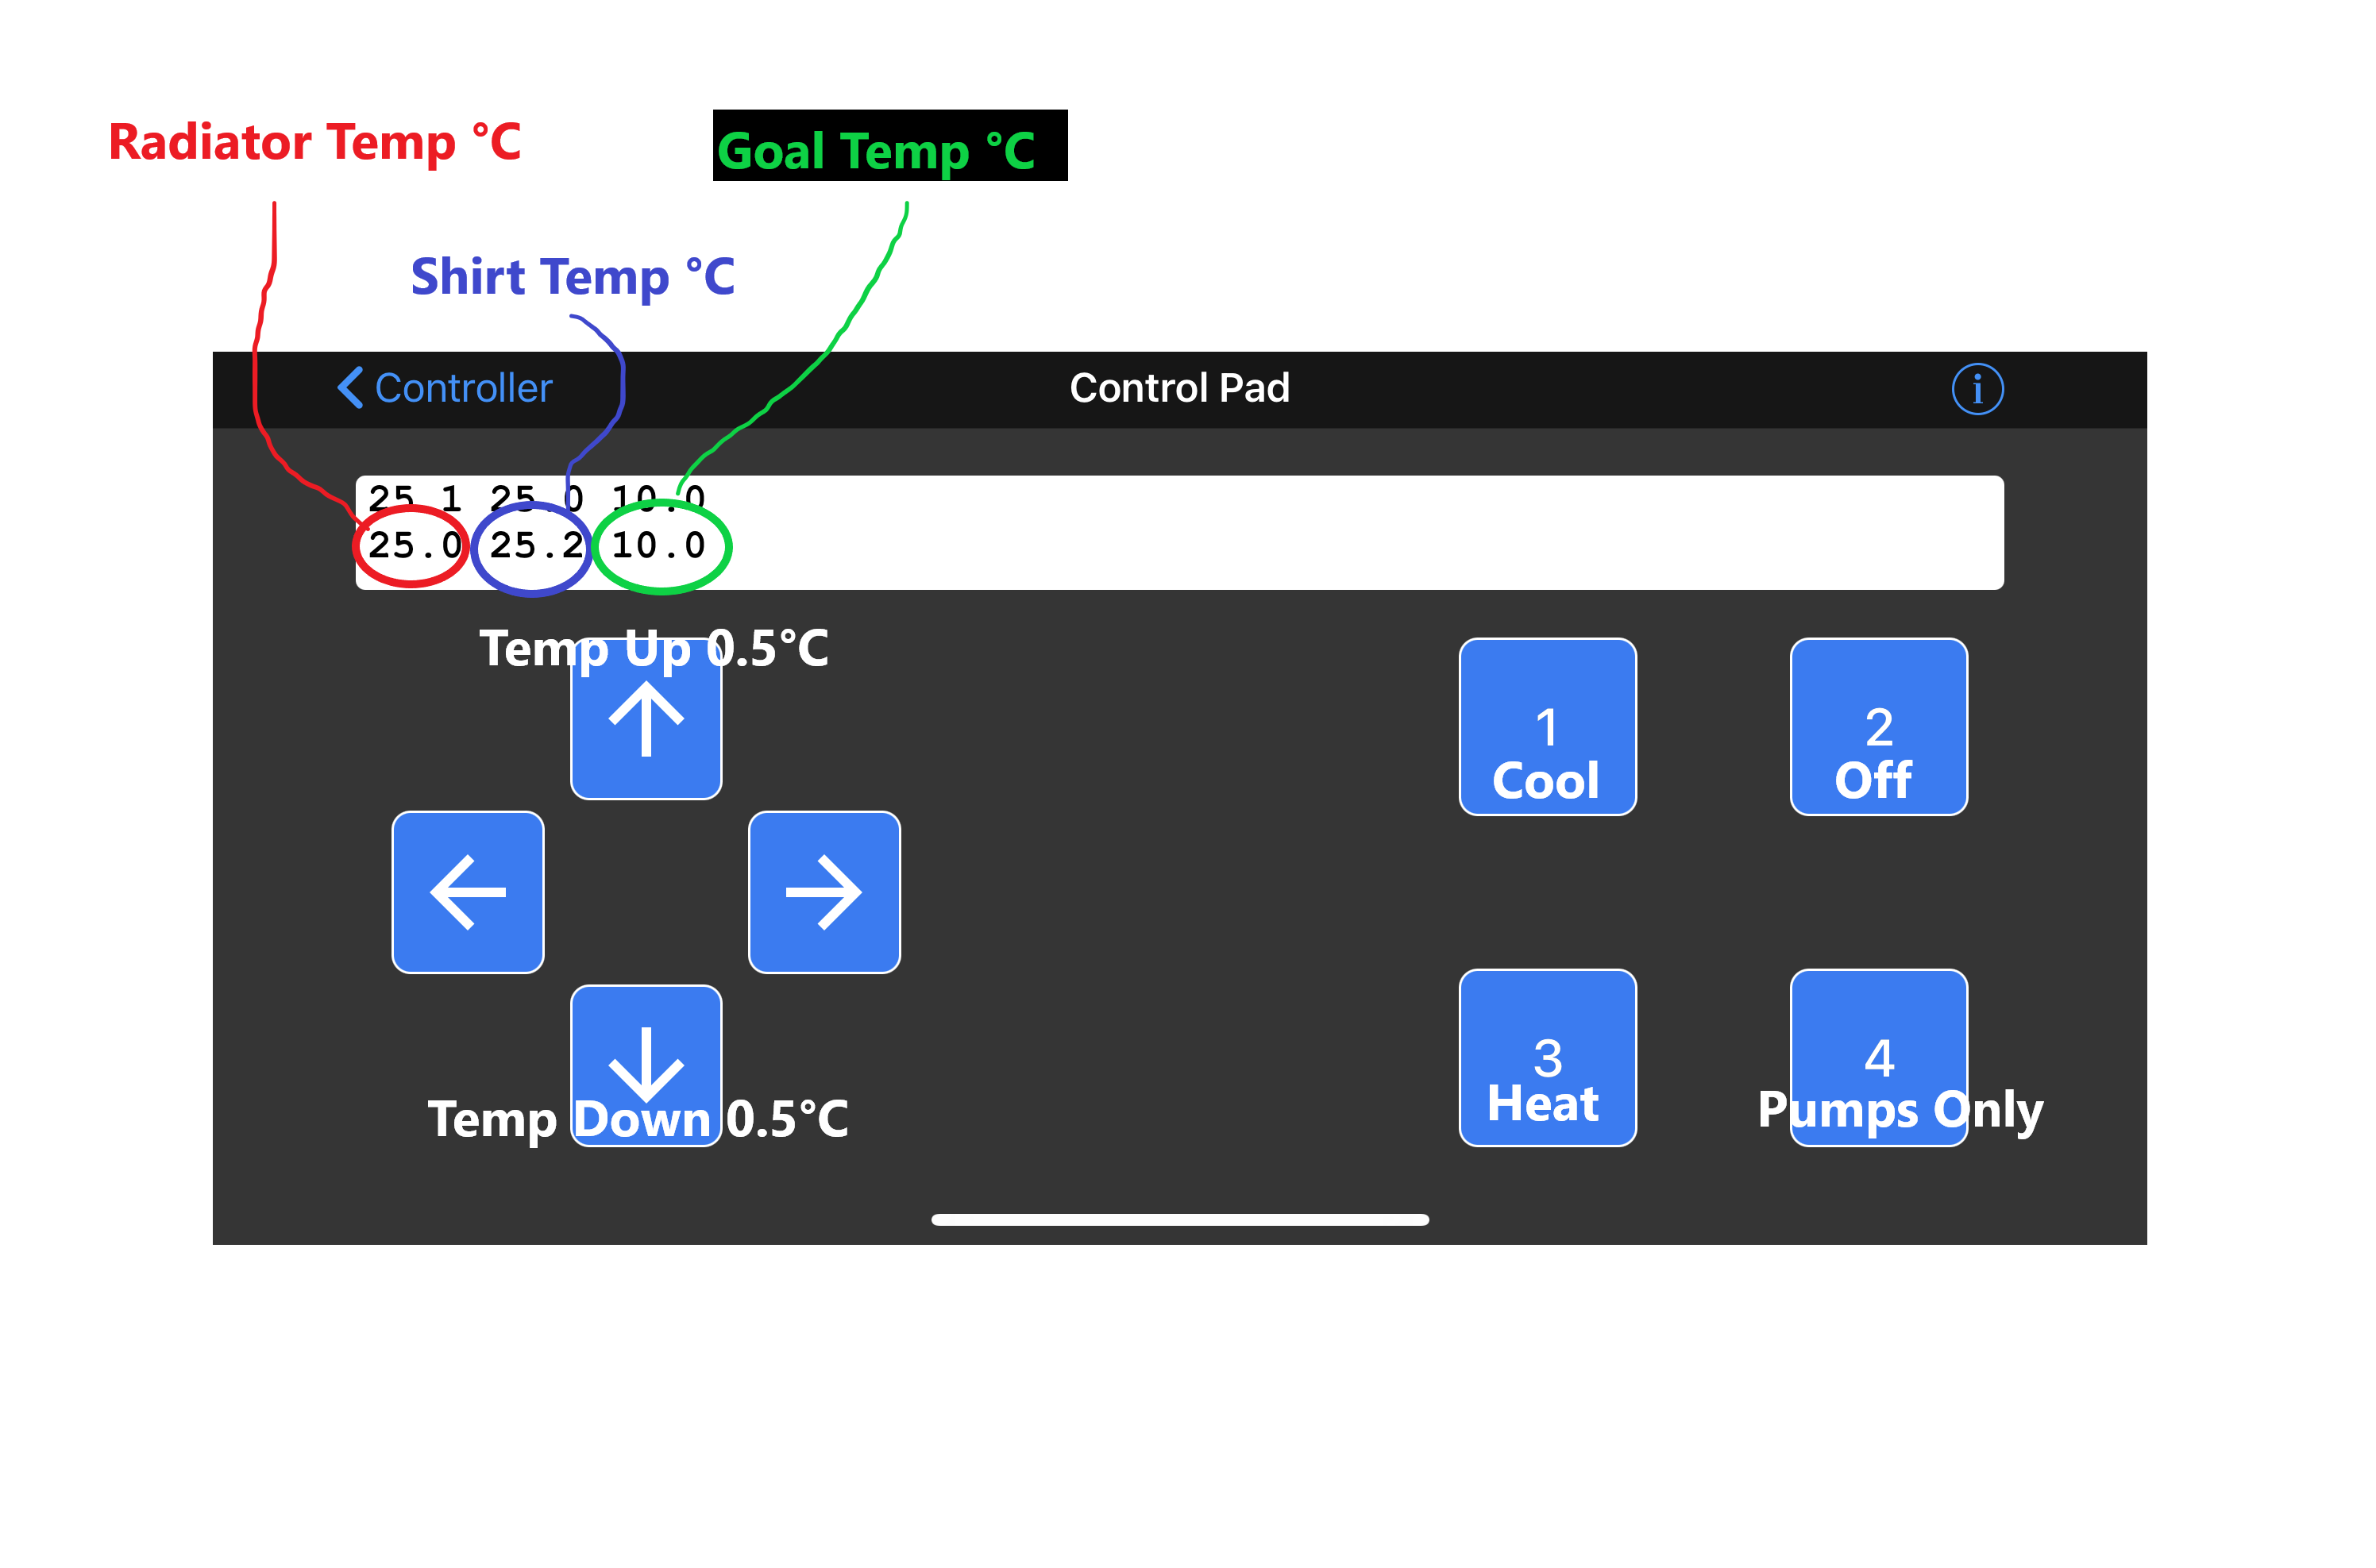 Radiator Temp °C
Goal Temp °C
Shirt Temp °C
Controller
Control Pad
i
25.1 25.0 10.0
25.0 25.2 10.0
Temp Up 0.5°C
1
Cool
2
Off
3
Heat
4
Pumps Only
Temp Down 0.5°C